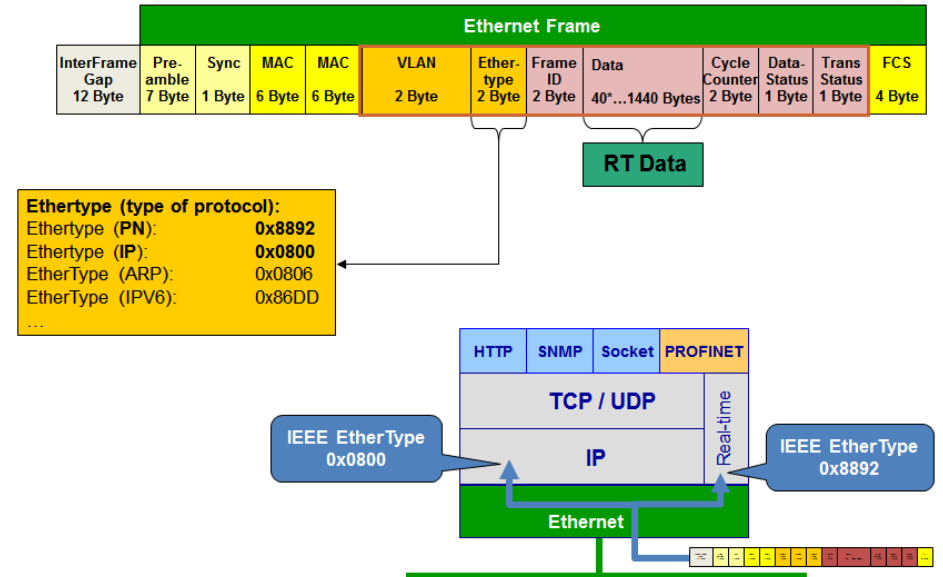 Ethernet Frame
InterFrame Gap 12 Byte
Pre-amble 7 Byte
Sync 1 Byte
MAC 6 Byte
MAC 6 Byte
VLAN 2 Byte
Ether-type 2 Byte
Frame ID 2 Byte
Data 40*...1440 Bytes
Cycle Counter 2 Byte
Data-Status 1 Byte
Trans Status 1 Byte
FCS 4 Byte
RT Data
Ethertype (type of protocol):
Ethertype (PN): 0x8892
Ethertype (IP): 0x0800
EtherType (ARP): 0x0806
EtherType (IPV6): 0x86DD
...
HTTP SNMP Socket PROFINET
TCP / UDP
Real-time
IEEE EtherType
0x0800
IP
IEEE EtherType
0x8892
Ethernet